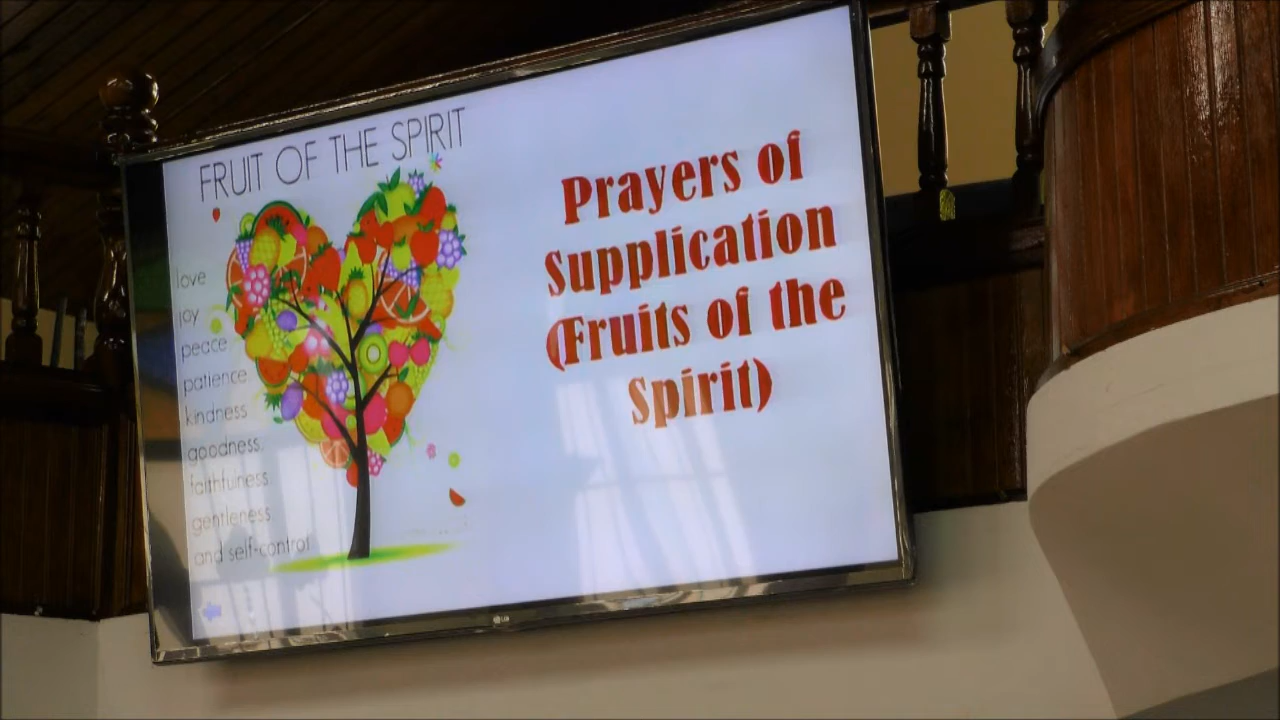 FRUIT OF THE SPIRIT
love
joy
peace
patience
kindness
goodness
faithfulness
gentleness
and self-control
Prayers of
Supplication
(Fruits of the
Spirit)
LG